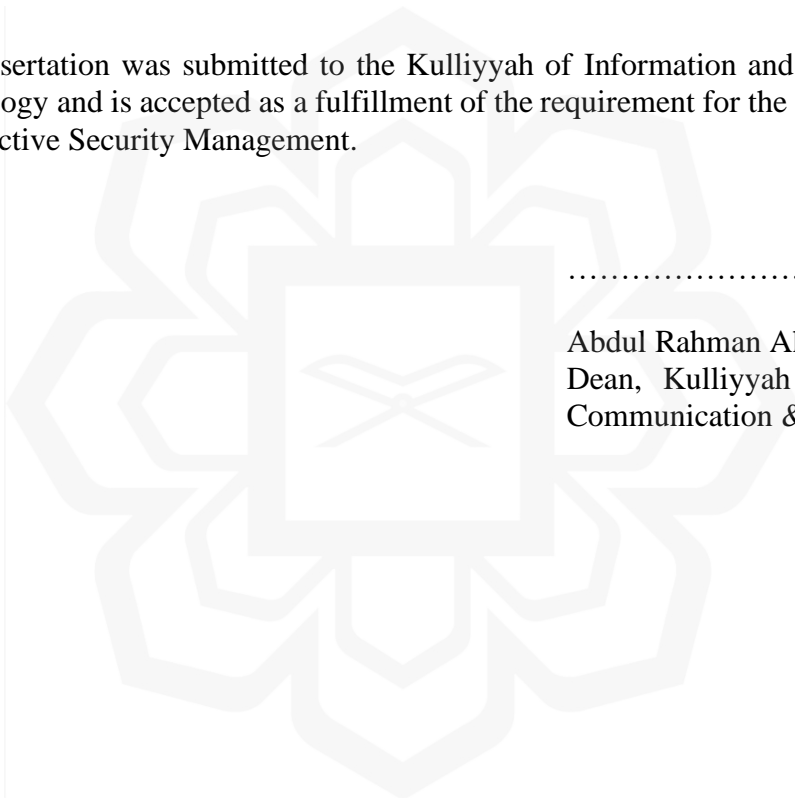 sertation was submitted to the Kulliyyah of Information and
ogy and is accepted as a fulfillment of the requirement for the
ctive Security Management.
…………………
Abdul Rahman Al
Dean, Kulliyyah
Communication &